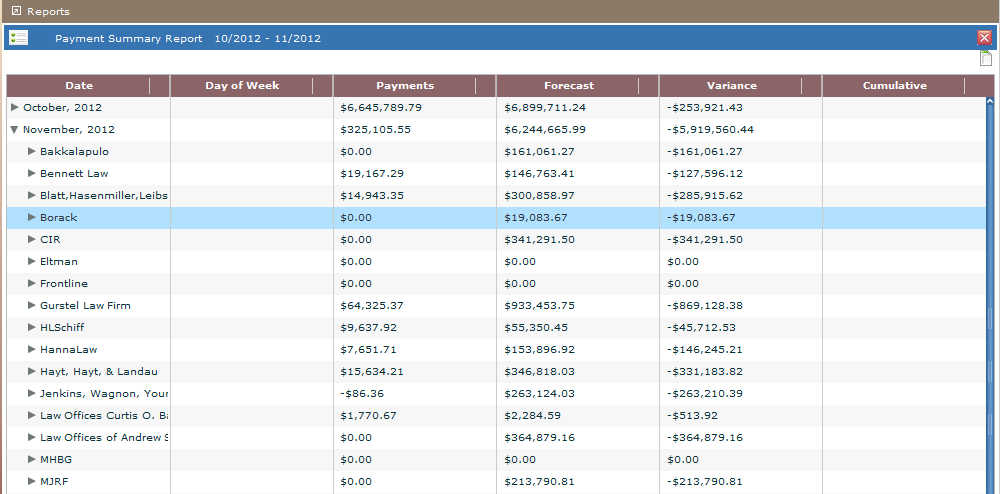 Reports
Payment Summary Report 10/2012 - 11/2012
Date Day of Week Payments Forecast Variance Cumulative
October, 2012 $6,645,789.79 $6,899,711.24 -$253,921.43
November, 2012 $325,105.55 $6,244,665.99 -$5,919,560.44
Bakkalapulo $0.00 $161,061.27 -$161,061.27
Bennett Law $19,167.29 $146,763.41 -$127,596.12
Blatt,Hasenmiller,Leibs $14,943.35 $300,858.97 -$285,915.62
Borack $0.00 $19,083.67 -$19,083.67
CIR $0.00 $341,291.50 -$341,291.50
Eltman $0.00 $0.00 $0.00
Frontline $0.00 $0.00 $0.00
Gurstel Law Firm $64,325.37 $933,453.75 -$869,128.38
HLSchiff $9,637.92 $55,350.45 -$45,712.53
HannaLaw $7,651.71 $153,896.92 -$146,245.21
Hayt, Hayt, & Landau $15,634.21 $346,818.03 -$331,183.82
Jenkins, Wagnon, Your -$86.36 $263,124.03 -$263,210.39
Law Offices Curtis O. Ba $1,770.67 $2,284.59 -$513.92
Law Offices of Andrew S $0.00 $364,879.16 -$364,879.16
MHBG $0.00 $0.00 $0.00
MJRF $0.00 $213,790.81 -$213,790.81